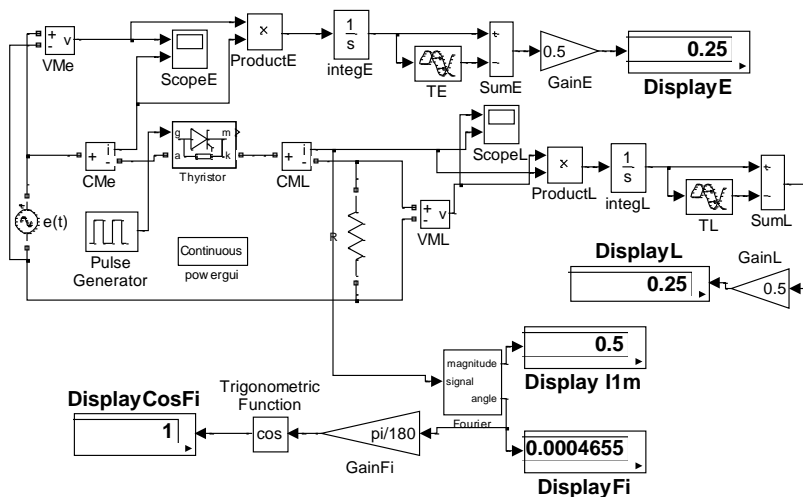 +
-
v
VMe
ScopeE
×
ProductE
1
s
integE
TE
+
−
SumE
0.5
GainE
0.25
DisplayE
+
i
-
CMe
g
m
a
k
Thyristor
+
i
-
CML
ScopeL
×
ProductL
1
s
integL
TL
+
−
SumL
e(t)
Pulse
Generator
Continuous
powergui
R
+
-
v
VML
DisplayL
0.25
GainL
0.5
magnitude
signal
angle
Fourier
0.5
Display I1m
DisplayCosFi
1
Trigonometric
Function
cos
pi/180
GainFi
0.0004655
DisplayFi